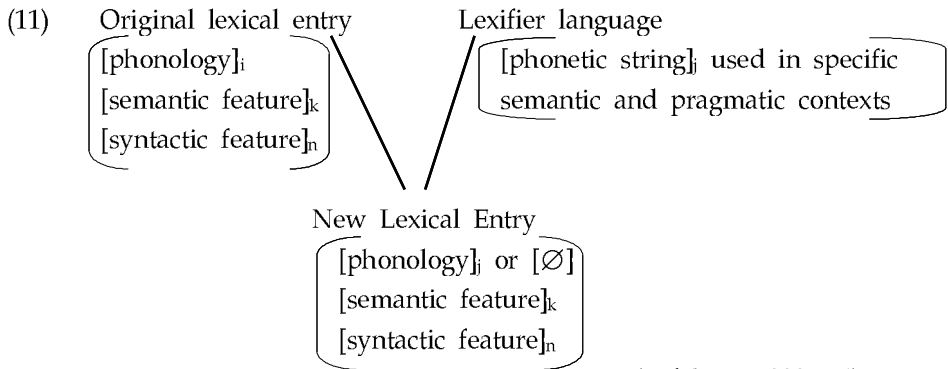 (11) Original lexical entry Lexifier language
[phonology]i [phonetic string]j used in specific
[semantic feature]k semantic and pragmatic contexts
[syntactic feature]n
New Lexical Entry
[phonology]j or [∅]
[semantic feature]k
[syntactic feature]n